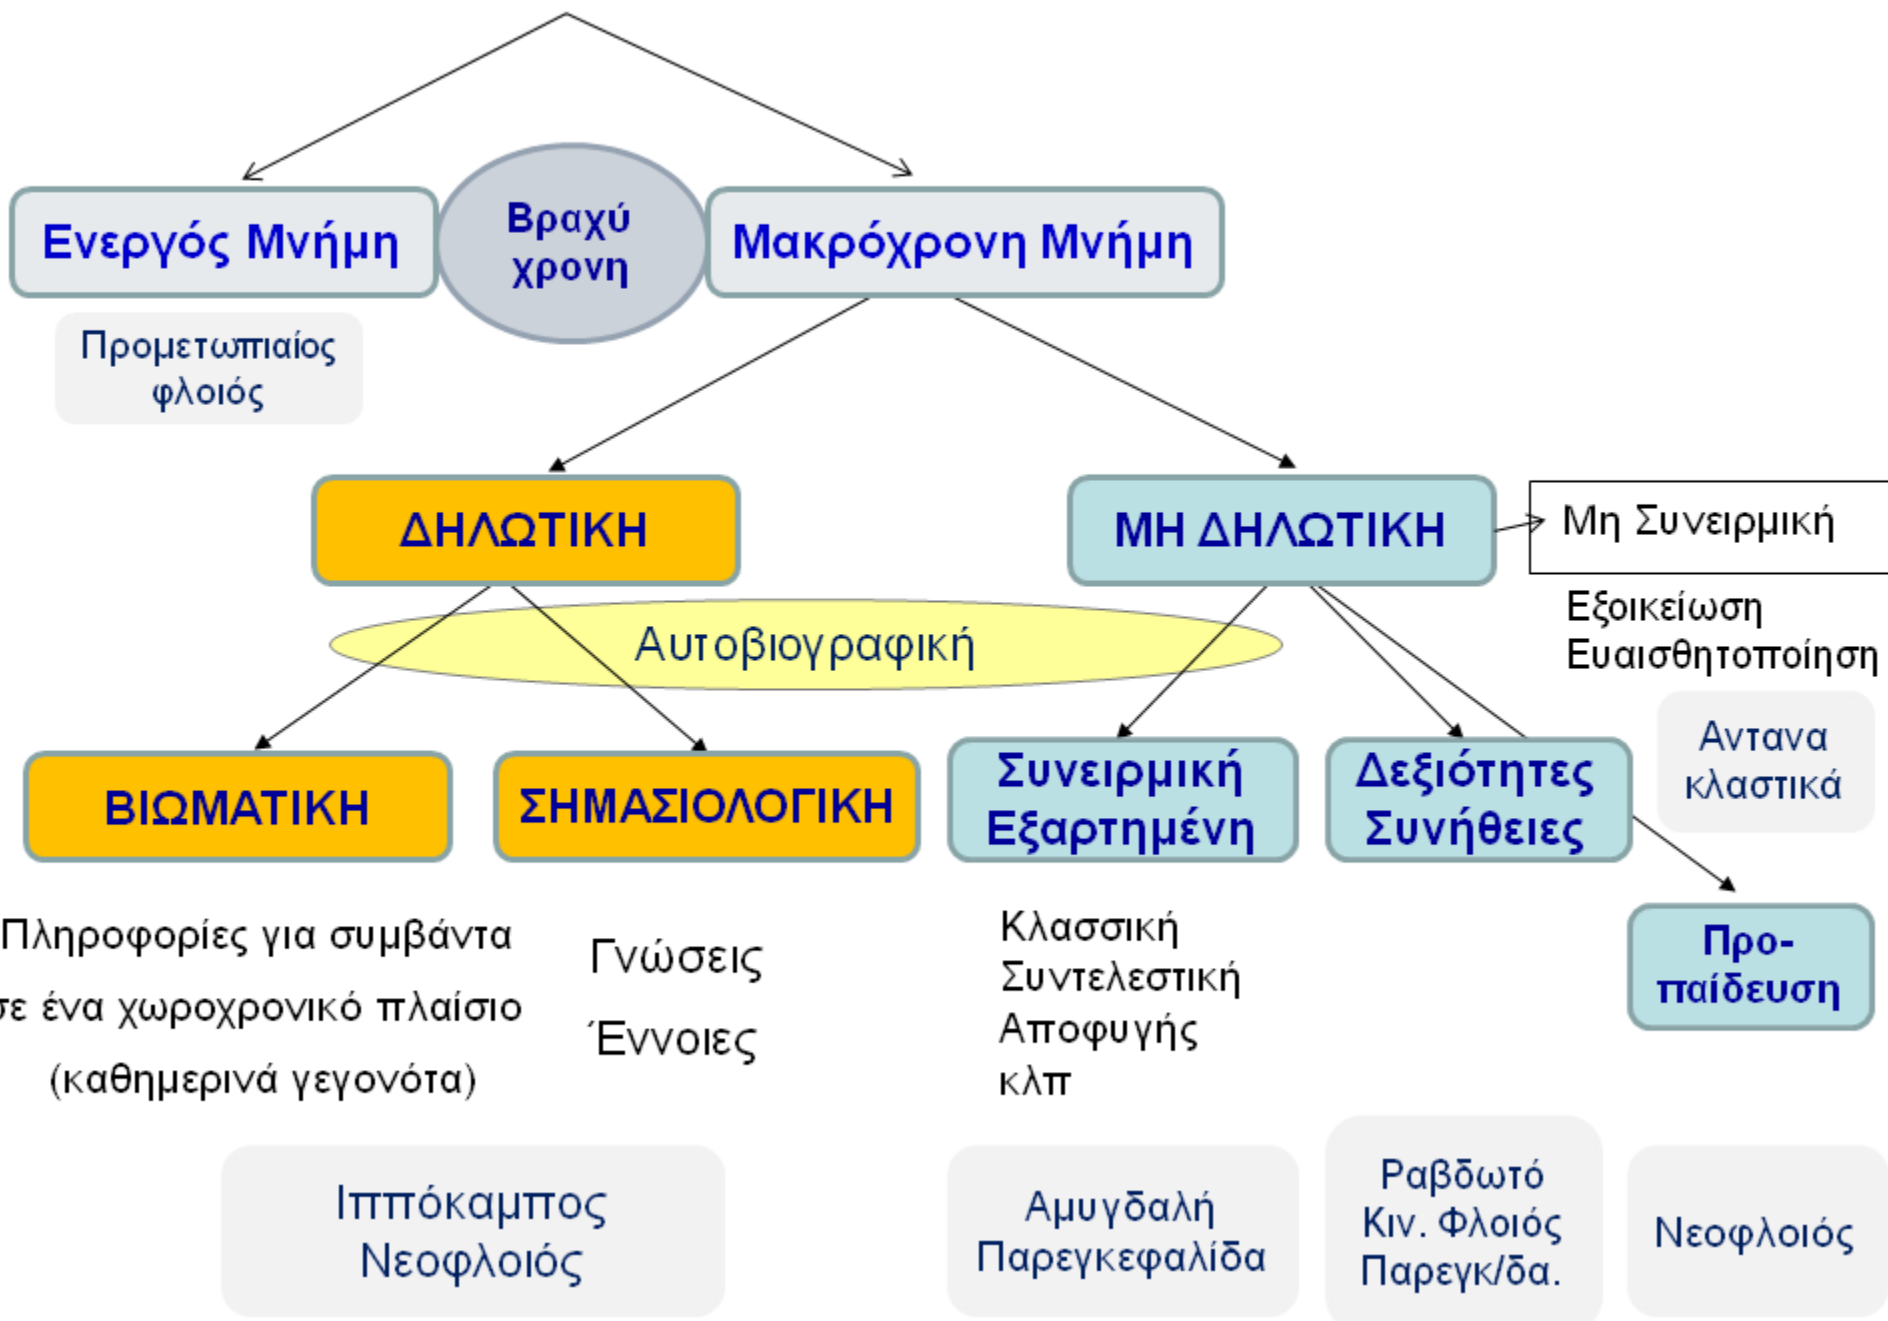 Ενεργός Μνήμη
Βραχύ
χρονη
Μακρόχρονη Μνήμη
Προμετωπιαίος
φλοιός
ΔΗΛΩΤΙΚΗ
ΜΗ ΔΗΛΩΤΙΚΗ
Μη Συνειρμική
Εξοικείωση
Ευαισθητοποίηση
Αυτοβιογραφική
Αντανα
κλαστικά
ΒΙΩΜΑΤΙΚΗ
ΣΗΜΑΣΙΟΛΟΓΙΚΗ
Συνειρμική
Εξαρτημένη
Δεξιότητες
Συνήθειες
Προ-
παίδευση
Πληροφορίες για συμβάντα
σε ένα χωροχρονικό πλαίσιο
(καθημερινά γεγονότα)
Γνώσεις
Έννοιες
Κλασσική
Συντελεστική
Αποφυγής
κλπ
Ιππόκαμπος
Νεοφλοιός
Αμυγδαλή
Παρεγκεφαλίδα
Ραβδωτό
Κιν. Φλοιός
Παρεγκ/δα.
Νεοφλοιός